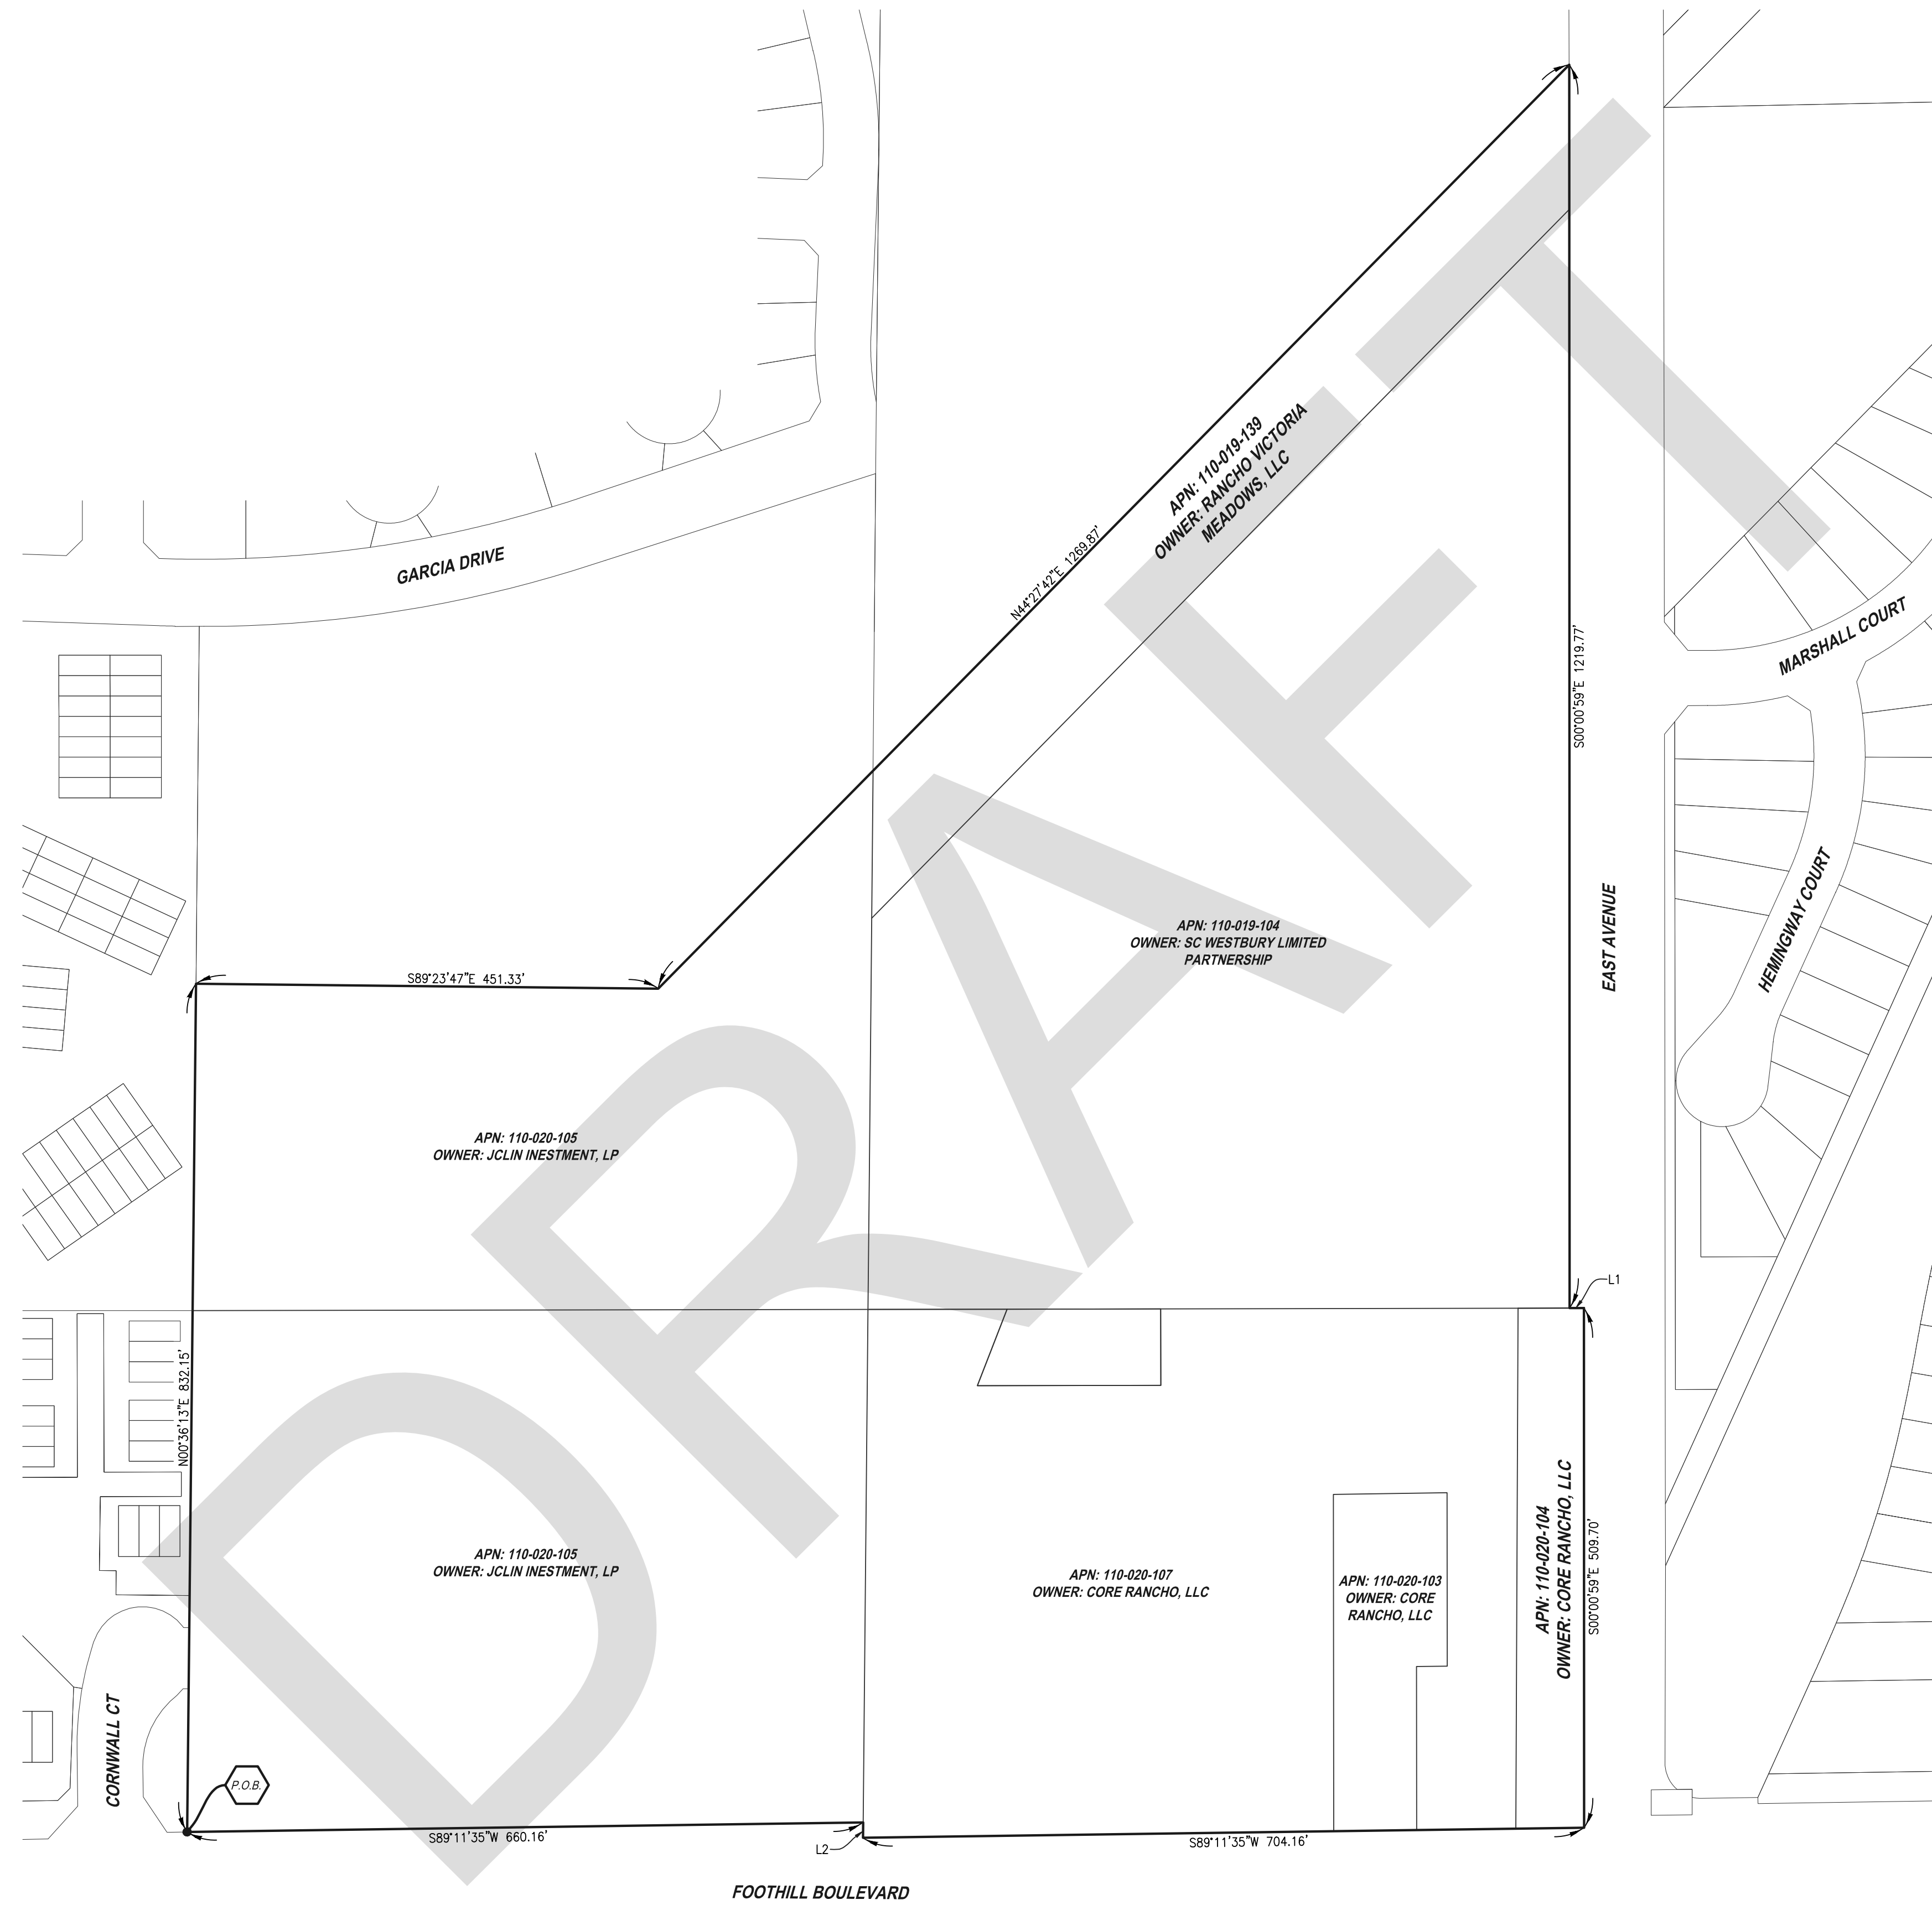 GARCIA DRIVE
N44°27'42"E 1269.87'
APN: 110-019-139
OWNER: RANCHO VICTORIA
MEADOWS, LLC
S00°00'59"E 1219.77'
MARSHALL COURT
HEMINGWAY COURT
EAST AVENUE
APN: 110-019-104
OWNER: SC WESTBURY LIMITED
PARTNERSHIP
S89°23'47"E 451.33'
APN: 110-020-105
OWNER: JCLIN INESTMENT, LP
L1
N00°36'13"E 832.15'
APN: 110-020-105
OWNER: JCLIN INESTMENT, LP
APN: 110-020-107
OWNER: CORE RANCHO, LLC
APN: 110-020-103
OWNER: CORE
RANCHO, LLC
APN: 110-020-104
OWNER: CORE RANCHO, LLC
S00°00'59"E 509.70'
CORNWALL CT
P.O.B.
S89°11'35"W 660.16'
L2
S89°11'35"W 704.16'
FOOTHILL BOULEVARD
DRAFT